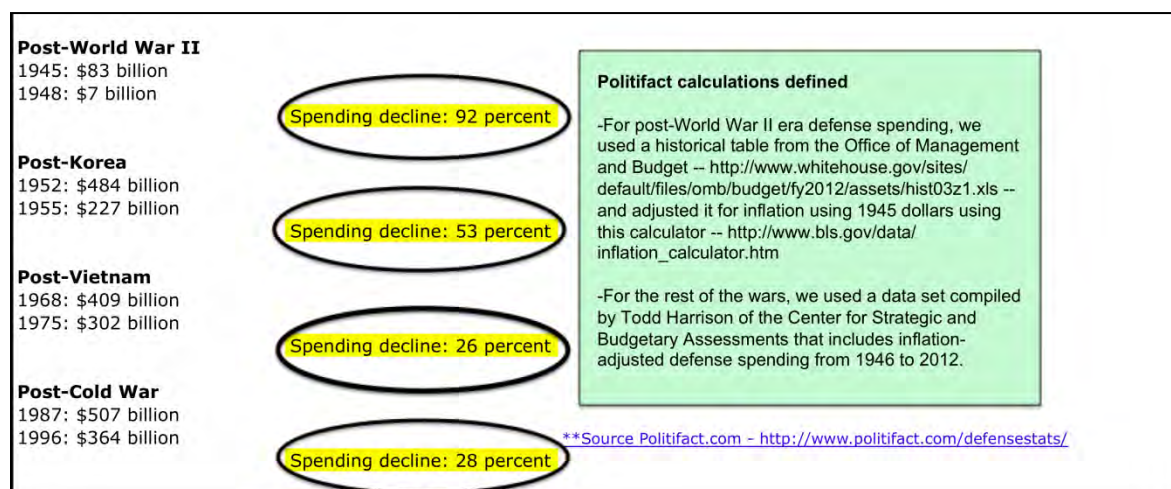 Post-World War II
1945: $83 billion
1948: $7 billion
Spending decline: 92 percent
Post-Korea
1952: $484 billion
1955: $227 billion
Spending decline: 53 percent
Post-Vietnam
1968: $409 billion
1975: $302 billion
Spending decline: 26 percent
Post-Cold War
1987: $507 billion
1996: $364 billion
Spending decline: 28 percent
Politifact calculations defined
-For post-World War II era defense spending, we
used a historical table from the Office of Management
and Budget -- http://www.whitehouse.gov/sites/
default/files/omb/budget/fy2012/assets/hist03z1.xls --
and adjusted it for inflation using 1945 dollars using
this calculator -- http://www.bls.gov/data/
inflation_calculator.htm
-For the rest of the wars, we used a data set compiled
by Todd Harrison of the Center for Strategic and
Budgetary Assessments that includes inflation-
adjusted defense spending from 1946 to 2012.
**Source Politifact.com - http://www.politifact.com/defensestats/